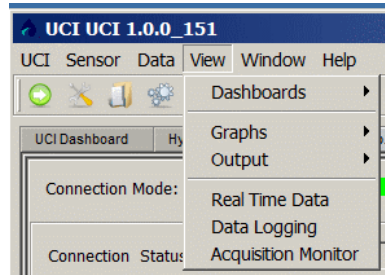 UCI UCI 1.0.0_151
UCI Sensor Data View Window Help
Dashboards
UCI Dashboard Hy
Graphs
Output
Connection Mode:
Real Time Data
Data Logging
Connection Status
Acquisition Monitor